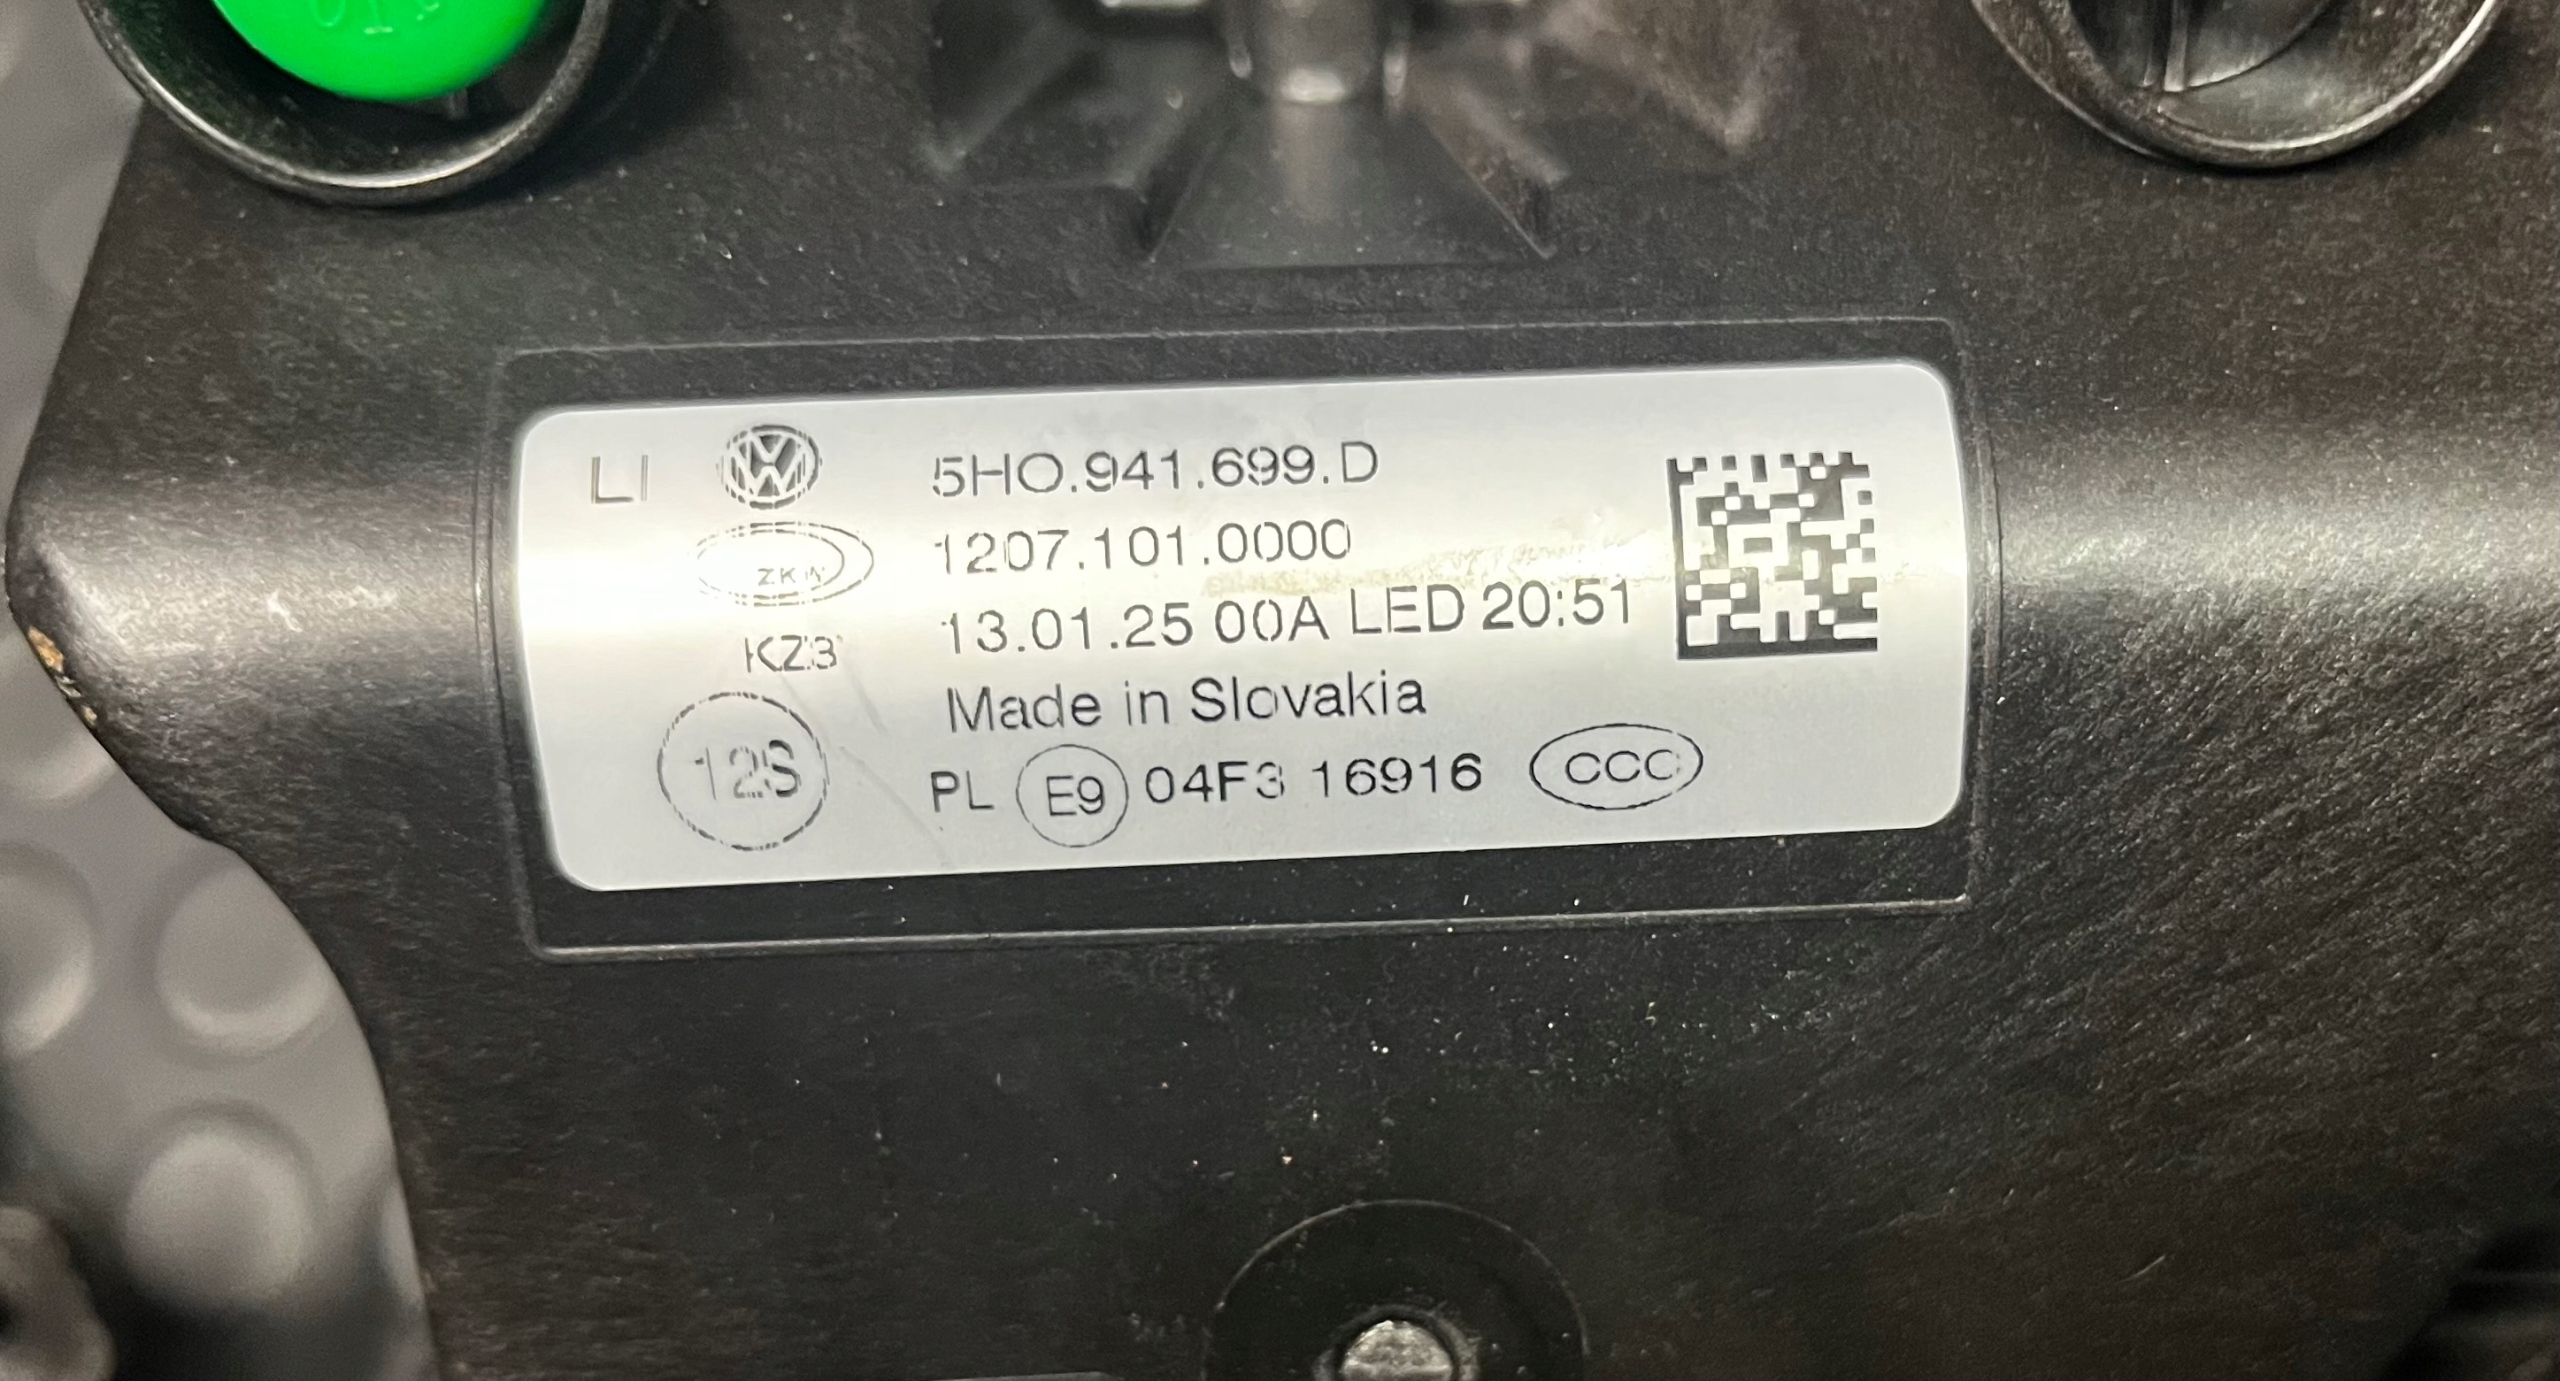 LI VW 5H0.941.699.D
ZKW 1207.101.0000
13.01.25 00A LED 20:51
KZ3
Made in Slovakia
12S
PL E9 04F3 16916 CCC